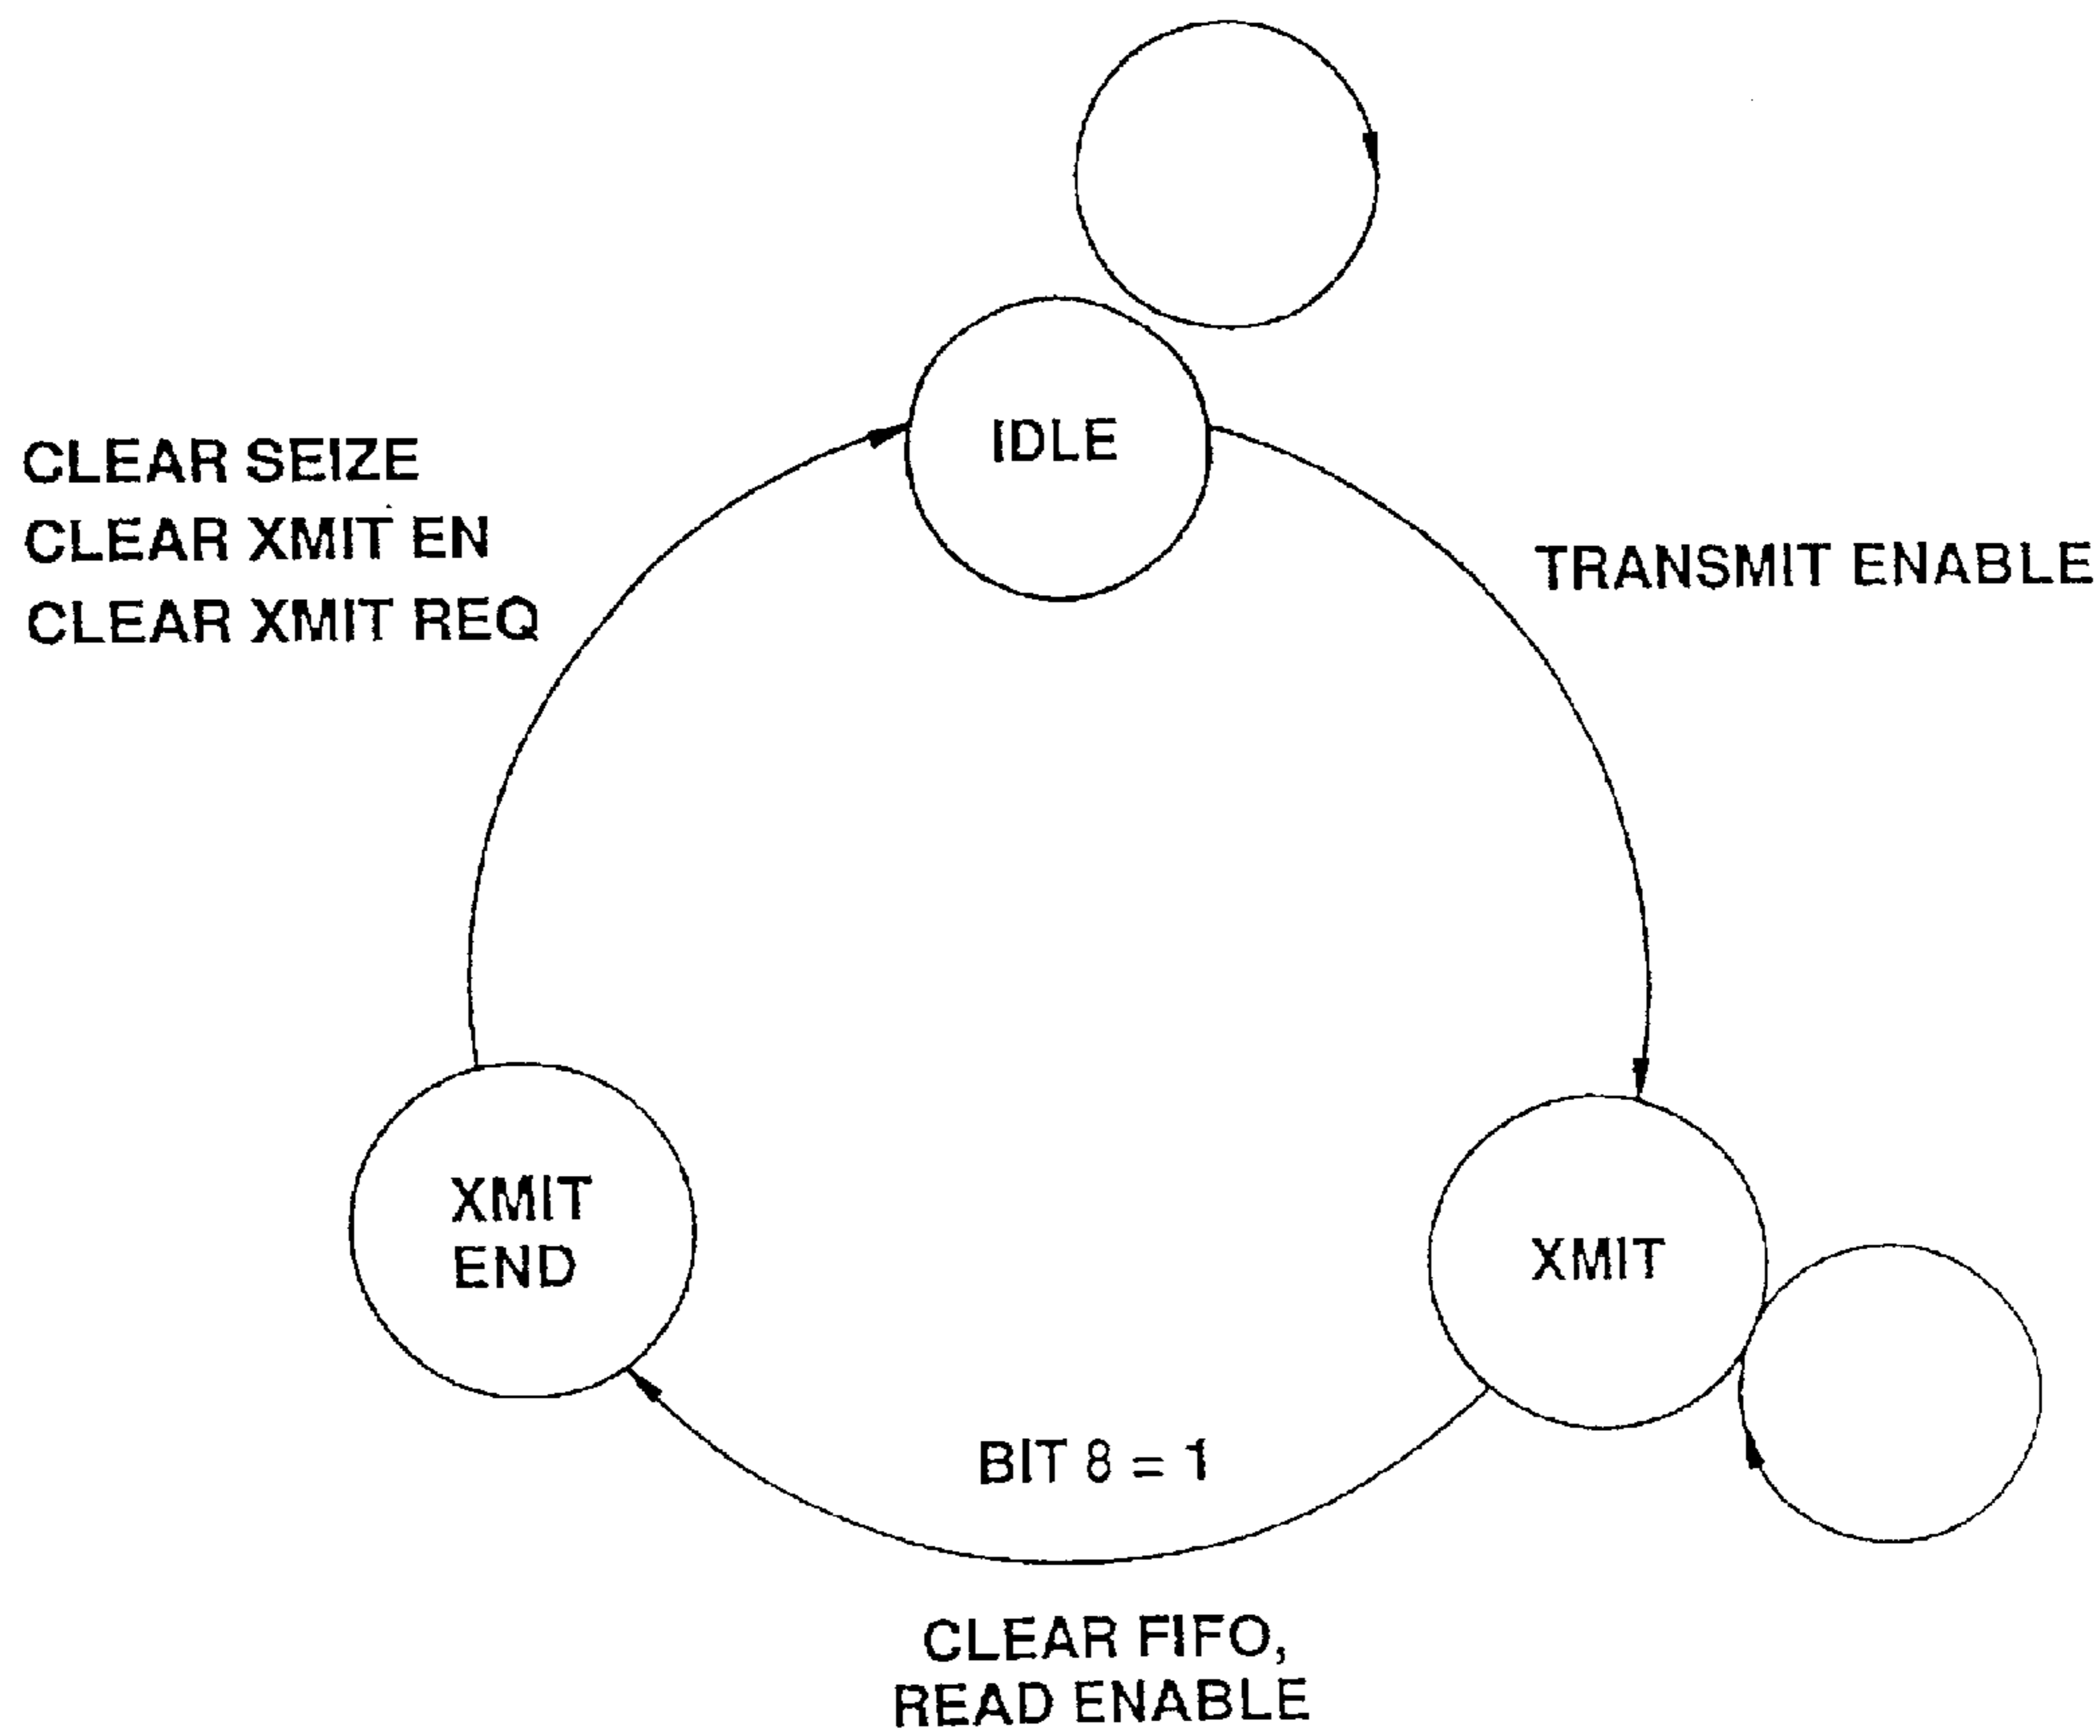 IDLE
CLEAR SEIZE
CLEAR XMIT EN
CLEAR XMIT REQ
TRANSMIT ENABLE
XMIT
END
XMIT
BIT 8 = 1
CLEAR FIFO,
READ ENABLE